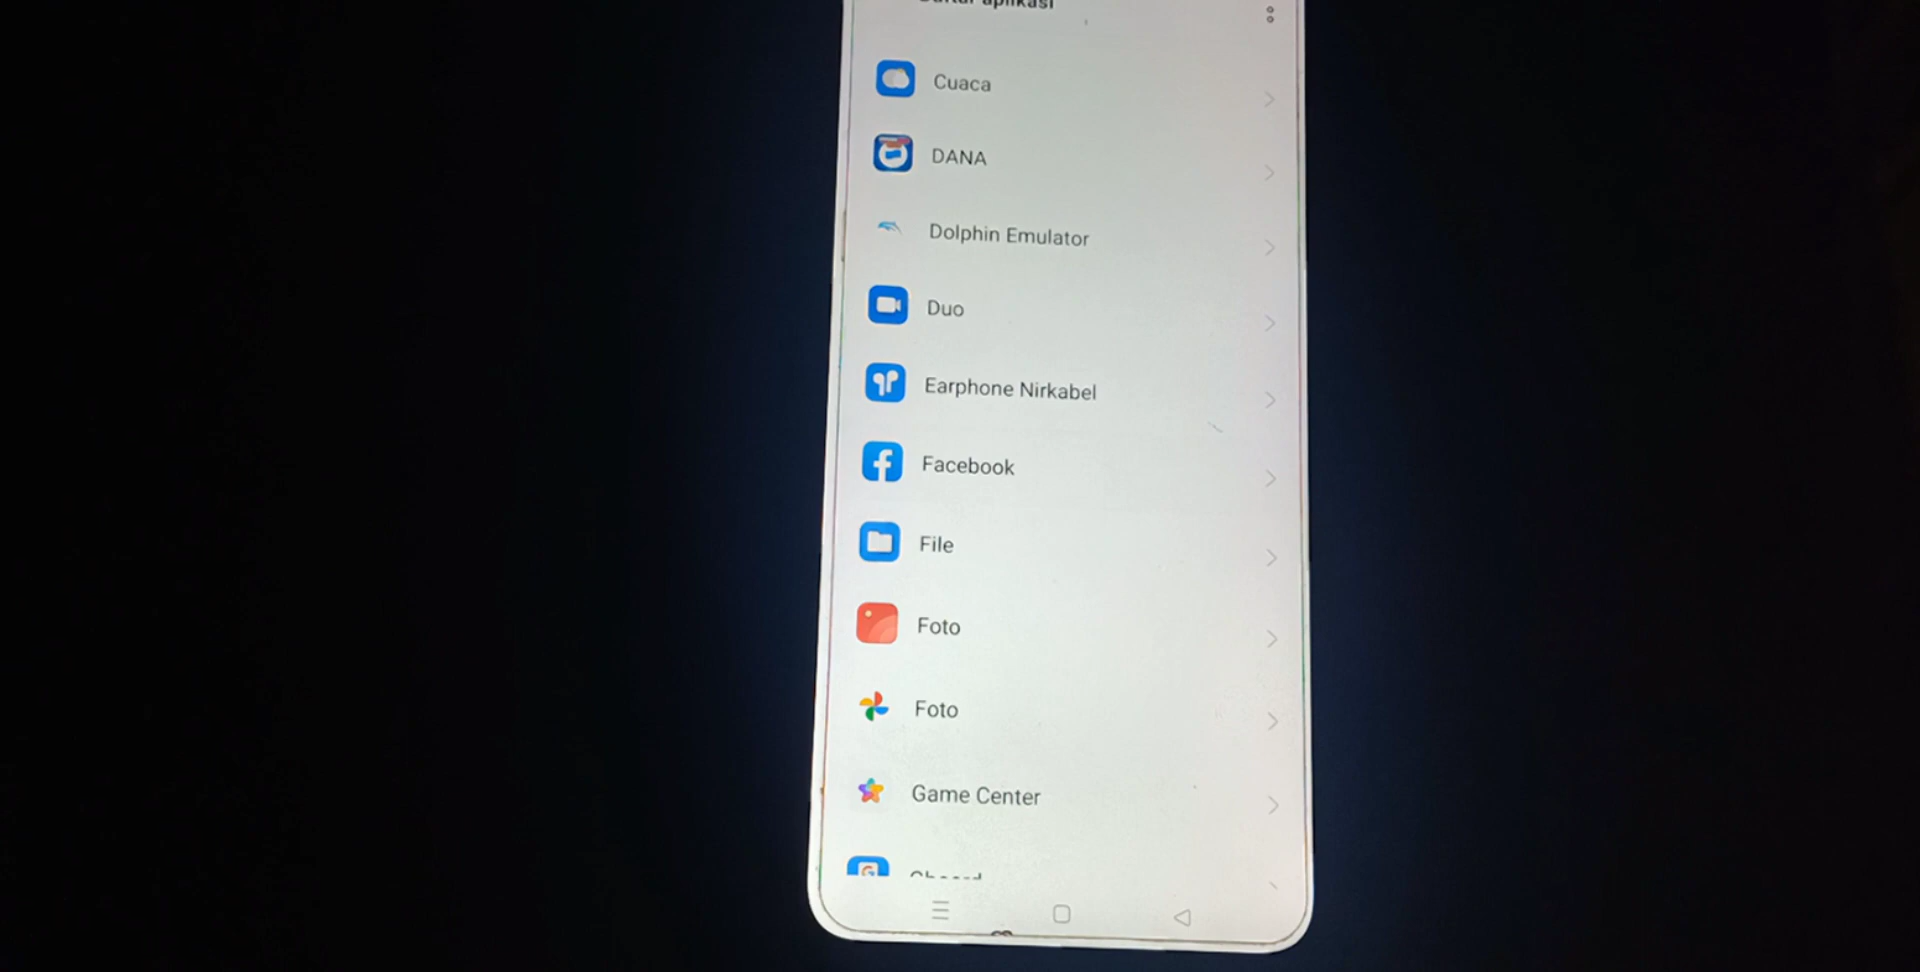 Daftar aplikasi
Cuaca
DANA
Dolphin Emulator
Duo
Earphone Nirkabel
Facebook
File
Foto
Foto
Game Center